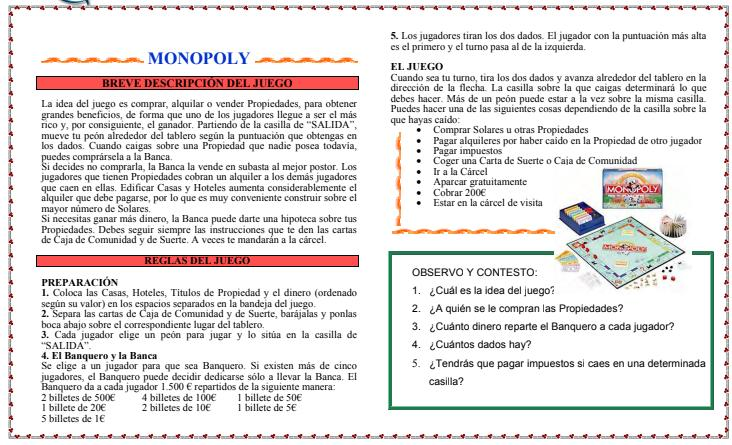 MONOPOLY
BREVE DESCRIPCIÓN DEL JUEGO
La idea del juego es comprar, alquilar o vender Propiedades, para obtener
grandes beneficios, de forma que uno de los jugadores llegue a ser el más
rico y, por consiguiente, el ganador. Partiendo de la casilla de “SALIDA”,
mueve tu peón alrededor del tablero según la puntuación que obtengas en
los dados. Cuando caigas sobre una Propiedad que nadie posea todavía,
puedes comprársela a la Banca.
Si decides no comprarla, la Banca la vende en subasta al mejor postor. Los
jugadores que tienen Propiedades cobran un alquiler a los demás jugadores
que caen en ellas. Edificar Casas y Hoteles aumenta considerablemente el
alquiler que debe pagarse, por lo que es muy conveniente construir sobre el
mayor número de Solares.
Si necesitas ganar más dinero, la Banca puede darte una hipoteca sobre tus
Propiedades. Debes seguir siempre las instrucciones que te den las cartas
de Caja de Comunidad y de Suerte. A veces te mandarán a la cárcel.
REGLAS DEL JUEGO
PREPARACIÓN
1. Coloca las Casas, Hoteles, Títulos de Propiedad y el dinero (ordenado
según su valor) en los espacios separados en la bandeja del juego.
2. Separa las cartas de Caja de Comunidad y de Suerte, barájalas y ponlas
boca abajo sobre el correspondiente lugar del tablero.
3. Cada jugador elige un peón para jugar y lo sitúa en la casilla de
“SALIDA”.
4. El Banquero y la Banca
Se elige a un jugador para que sea Banquero. Si existen más de cinco
jugadores, el Banquero puede decidir dedicarse sólo a llevar la Banca. El
Banquero da a cada jugador 1.500 € repartidos de la siguiente manera:
2 billetes de 500€ 4 billetes de 100€ 1 billete de 50€
1 billete de 20€ 2 billetes de 10€ 1 billete de 5€
5 billetes de 1€
5. Los jugadores tiran los dos dados. El jugador con la puntuación más alta
es el primero y el turno pasa al de la izquierda.
EL JUEGO
Cuando sea tu turno, tira los dos dados y avanza alrededor del tablero en la
dirección de la flecha. La casilla sobre la que caigas determinará lo que
debes hacer. Más de un peón puede estar a la vez sobre la misma casilla.
Puedes hacer una de las siguientes cosas dependiendo de la casilla sobre la
que hayas caído:
• Comprar Solares u otras Propiedades
• Pagar alquileres por haber caído en la Propiedad de otro jugador
• Pagar impuestos
• Coger una Carta de Suerte o Caja de Comunidad
• Ir a la Cárcel
• Aparcar gratuitamente
• Cobrar 200€
• Estar en la cárcel de visita
MONOPOLY
MONOPOLY
OBSERVO Y CONTESTO:
1. ¿Cuál es la idea del juego?
2. ¿A quién se le compran las Propiedades?
3. ¿Cuánto dinero reparte el Banquero a cada jugador?
4. ¿Cuántos dados hay?
5. ¿Tendrás que pagar impuestos si caes en una determinada
casilla?